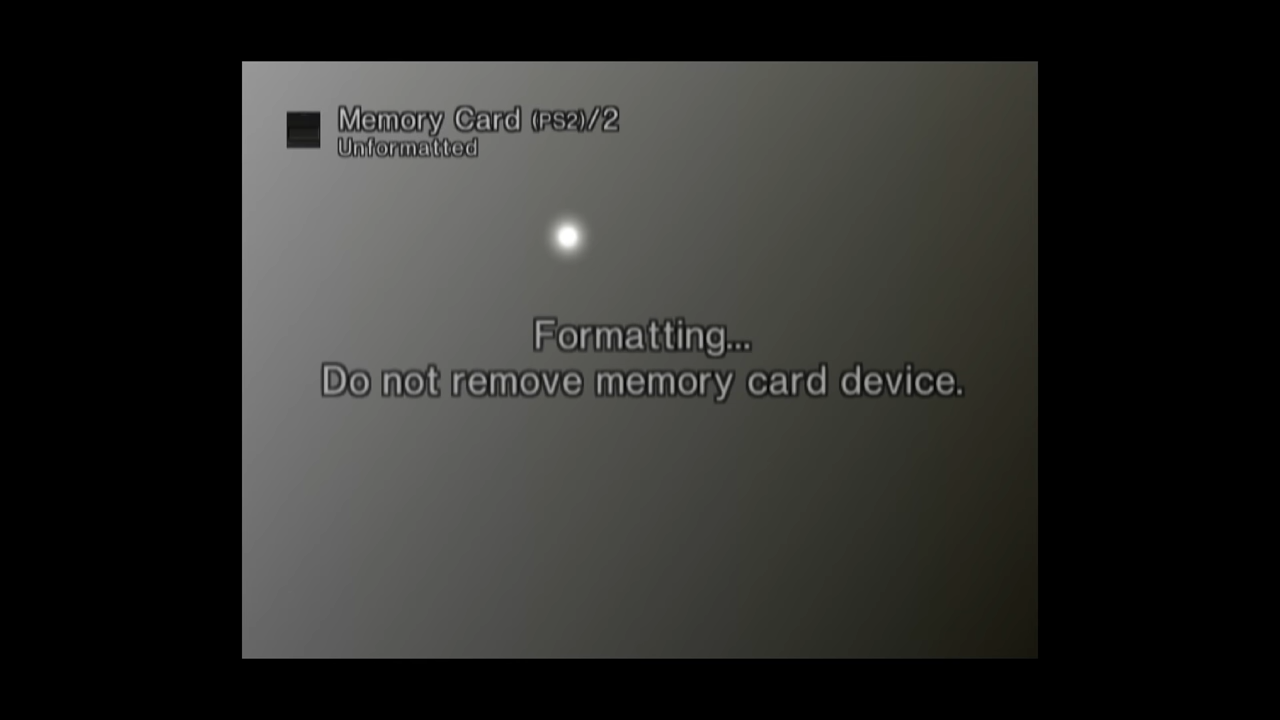 Memory Card (PS2)/2
Unformatted
Formatting...
Do not remove memory card device.